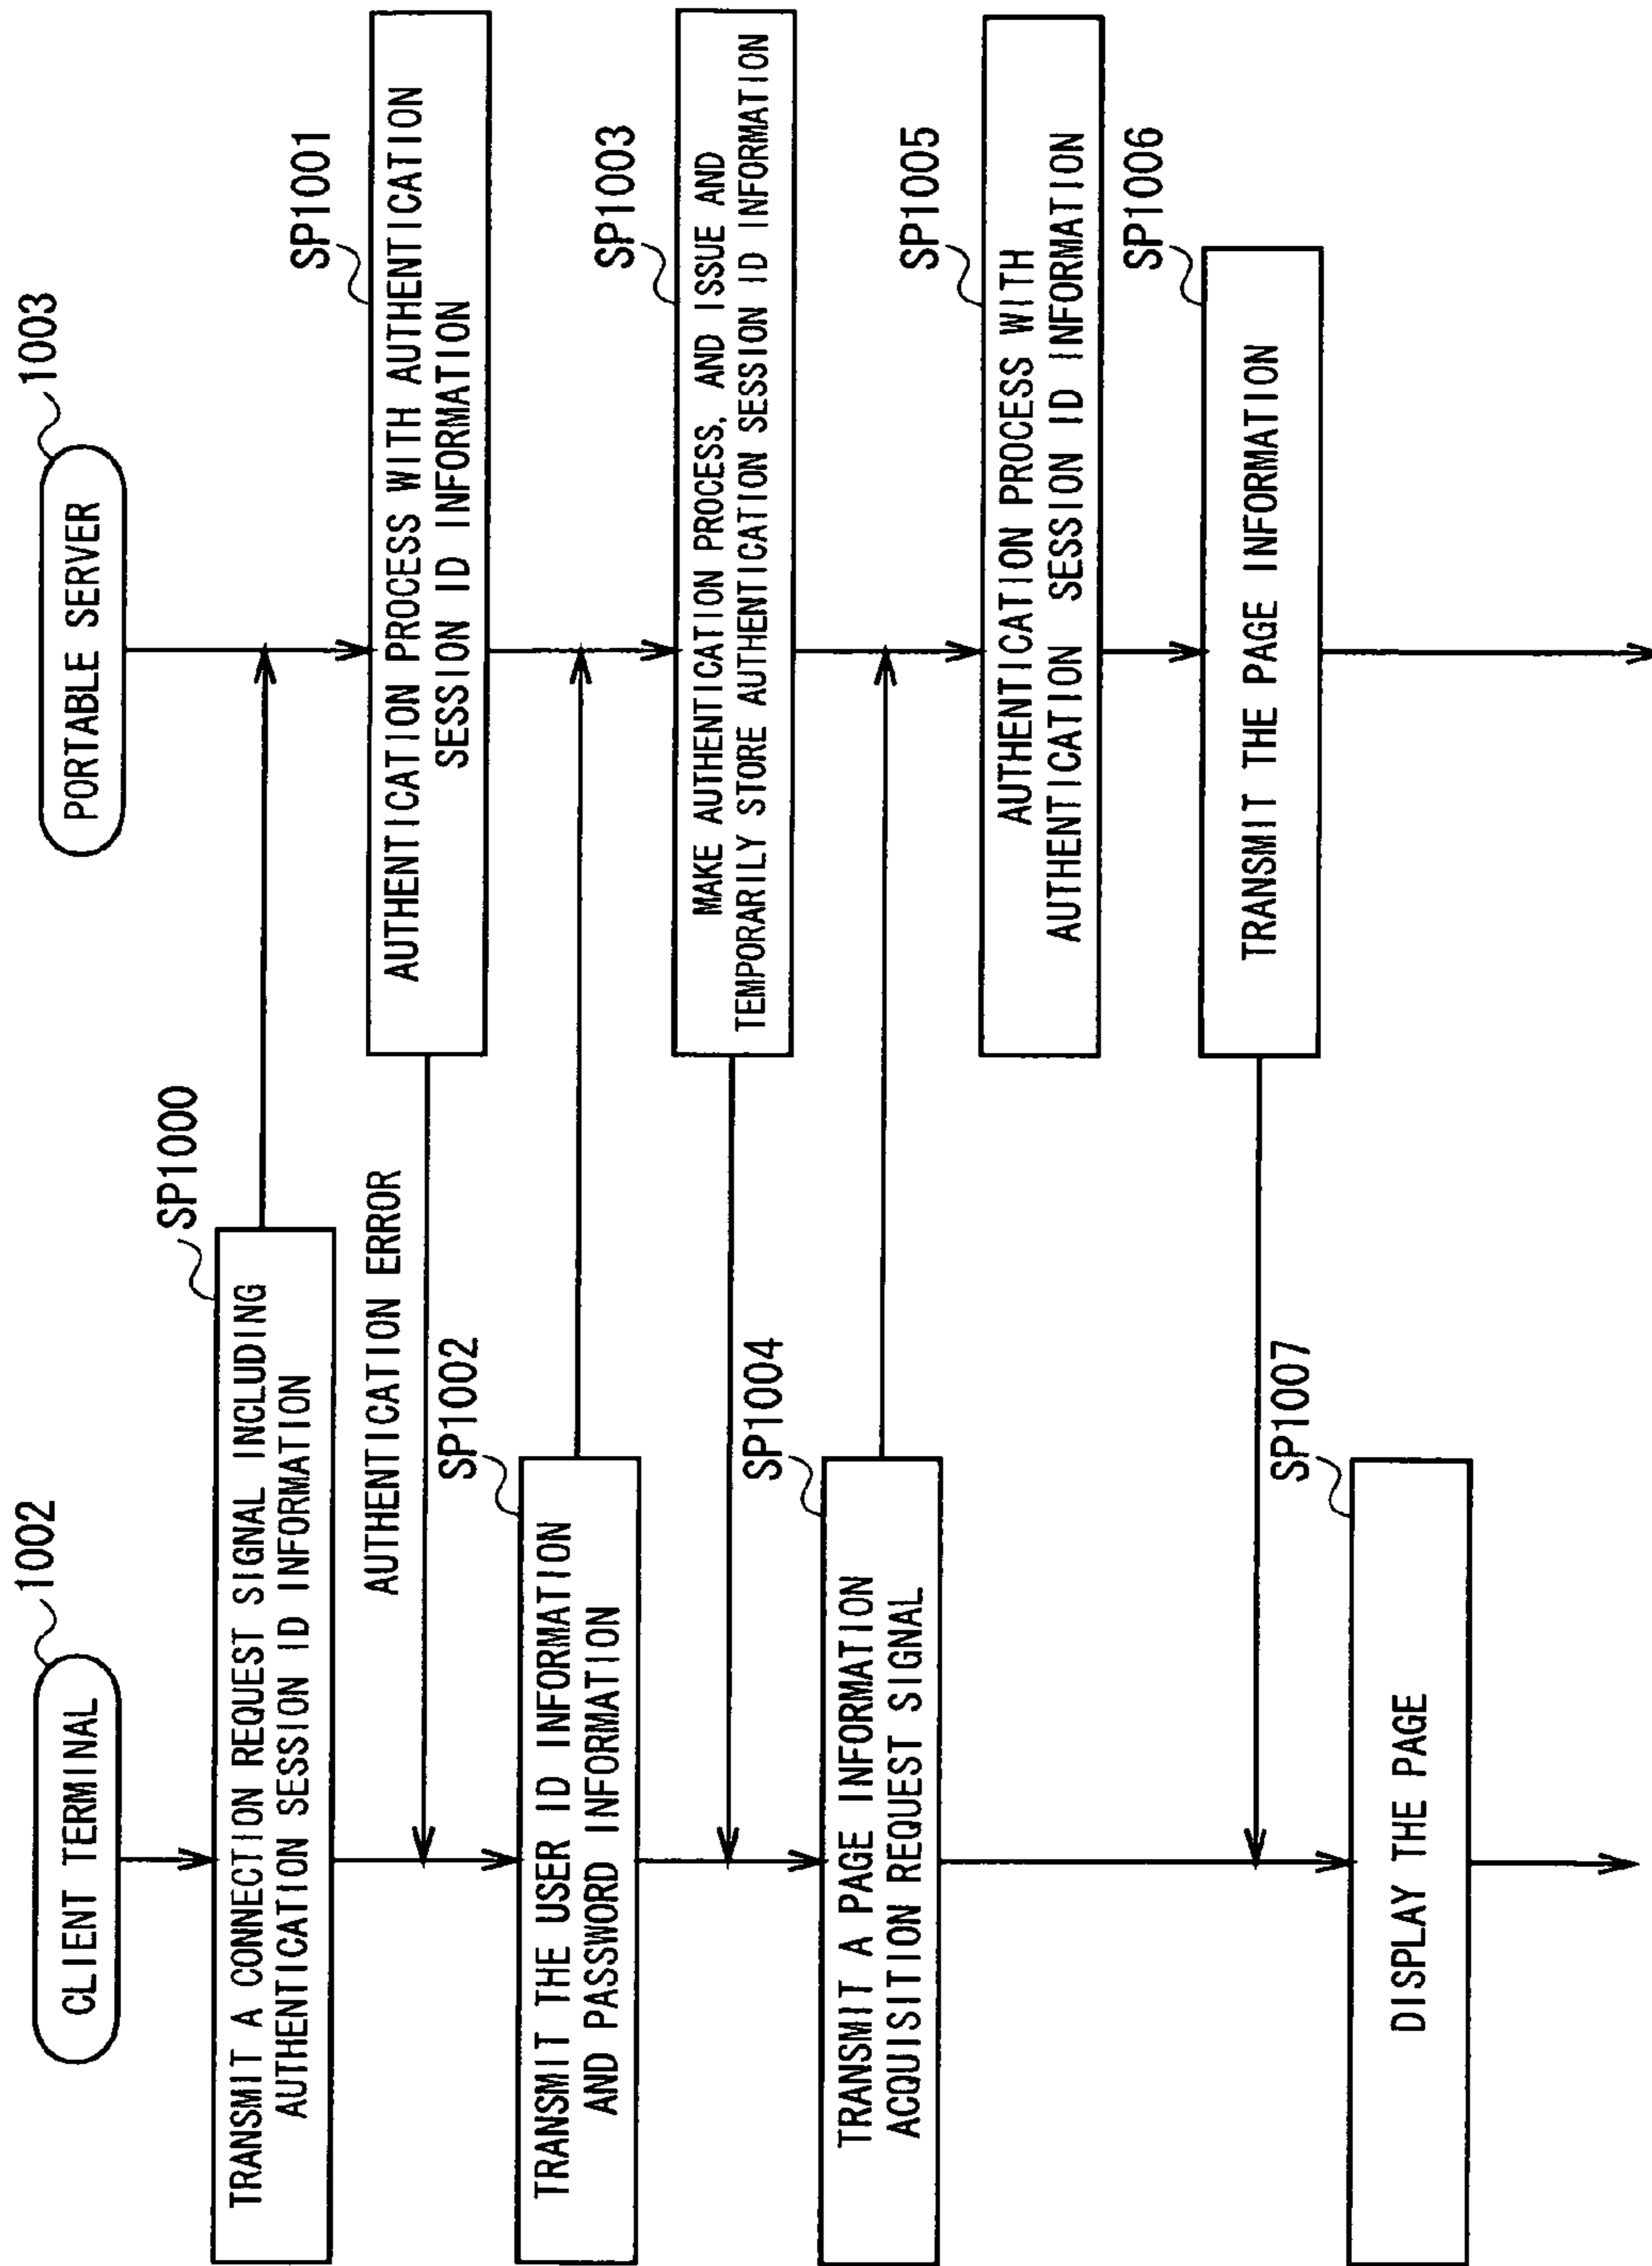 CLIENT TERMINAL
1002
PORTABLE SERVER
1003
SP1000
TRANSMIT A CONNECTION REQUEST SIGNAL INCLUDING
AUTHENTICATION SESSION ID INFORMATION
SP1001
AUTHENTICATION PROCESS WITH AUTHENTICATION
SESSION ID INFORMATION
AUTHENTICATION ERROR
SP1002
TRANSMIT THE USER ID INFORMATION
AND PASSWORD INFORMATION
SP1003
MAKE AUTHENTICATION PROCESS, AND ISSUE AND
TEMPORARILY STORE AUTHENTICATION SESSION ID INFORMATION
SP1004
TRANSMIT A PAGE INFORMATION
ACQUISITION REQUEST SIGNAL
SP1005
AUTHENTICATION PROCESS WITH
AUTHENTICATION SESSION ID INFORMATION
SP1006
TRANSMIT THE PAGE INFORMATION
SP1007
DISPLAY THE PAGE